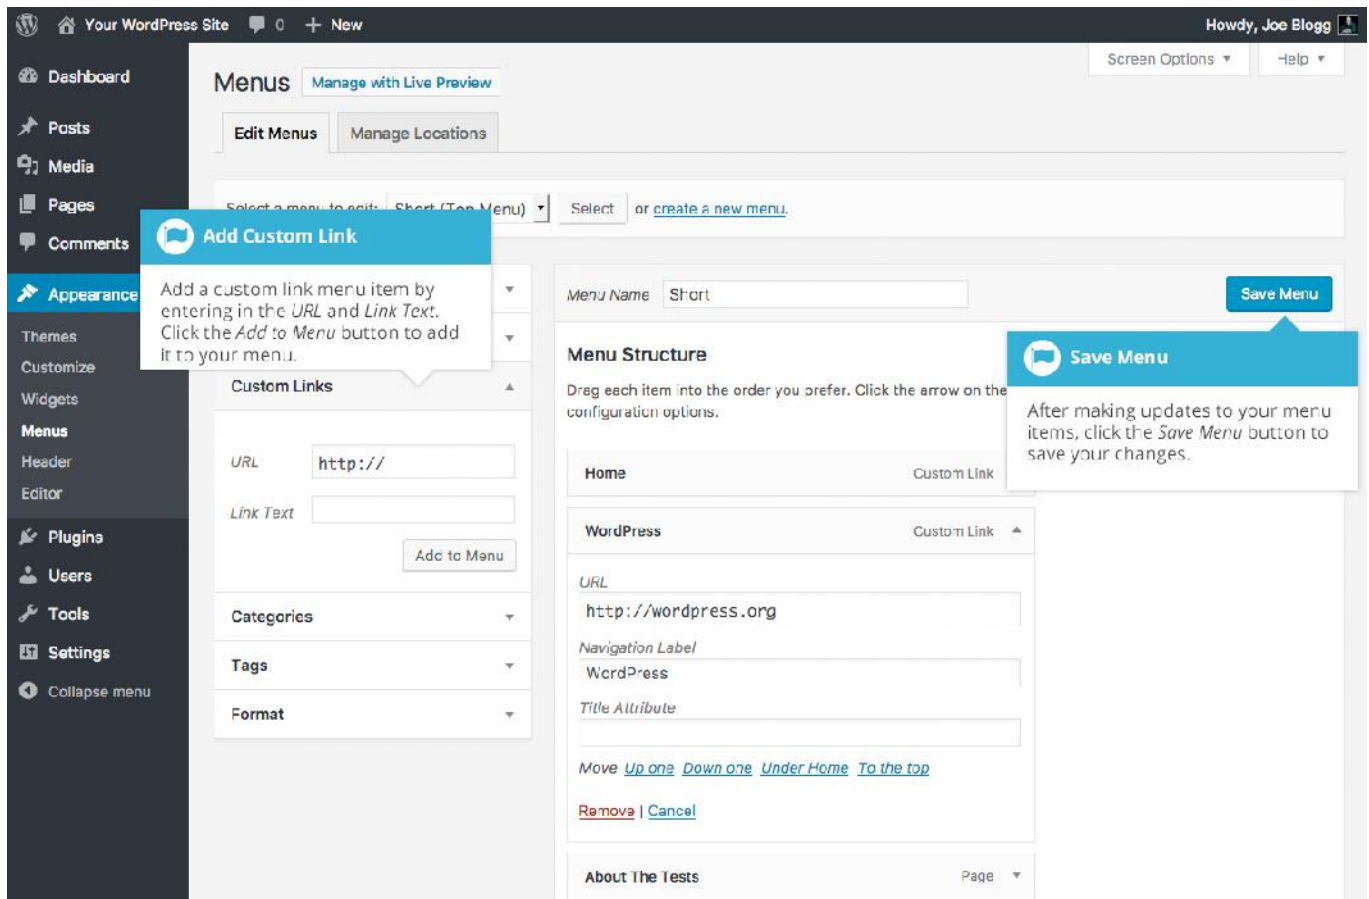 Your WordPress Site 0 + New Howdy, Joe Blogg
Screen Options Help
Dashboard
Posts
Media
Pages
Comments
Appearance
Themes
Customize
Widgets
Menus
Header
Editor
Plugins
Users
Tools
Settings
Collapse menu
Menus Manage with Live Preview
Edit Menus Manage Locations
Select a menu to edit: Short (Top Menu) Select or create a new menu.
Add Custom Link
Add a custom link menu item by
entering in the URL and Link Text.
Click the Add to Menu button to add
it to your menu.
Custom Links
URL http://
Link Text
Add to Menu
Categories
Tags
Format
Menu Name Short Save Menu
Menu Structure
Drag each item into the order you prefer. Click the arrow on the
configuration options.
Save Menu
After making updates to your menu
items, click the Save Menu button to
save your changes.
Home Custom Link
WordPress Custom Link
URL
http://wordpress.org
Navigation Label
WordPress
Title Attribute
Move Up one Down one Under Home To the top
Remove | Cancel
About The Tests Page